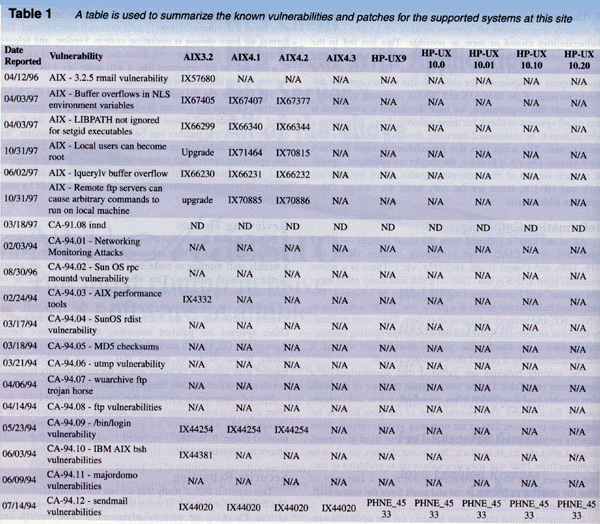 Table 1 A table is used to summarize the known vulnerabilities and patches for the supported systems at this site
Date Reported Vulnerability AIX3.2 AIX4.1 AIX4.2 AIX4.3 HP-UX9 HP-UX 10.0 HP-UX 10.01 HP-UX 10.10 HP-UX 10.20
04/12/96 AIX - 3.2.5 rmail vulnerability IX57680 N/A N/A N/A N/A N/A N/A N/A N/A
04/03/97 AIX - Buffer overflows in NLS environment variables IX67405 IX67407 IX67377 N/A N/A N/A N/A N/A N/A
04/03/97 AIX - LIBPATH not ignored for setgid executables IX66299 IX66340 IX66344 N/A N/A N/A N/A N/A N/A
10/31/97 AIX - Local users can become root Upgrade IX71464 IX70815 N/A N/A N/A N/A N/A N/A
06/02/97 AIX - lquerylv buffer overflow IX66230 IX66231 IX66232 N/A N/A N/A N/A N/A N/A
10/31/97 AIX - Remote ftp servers can cause arbitrary commands to run on local machine upgrade IX70885 IX70886 N/A N/A N/A N/A N/A N/A
03/18/97 CA-91.08 innd ND ND ND ND ND ND ND ND ND
02/03/94 CA-94.01 - Networking Monitoring Attacks N/A N/A N/A N/A N/A N/A N/A N/A N/A
08/30/96 CA-94.02 - Sun OS rpc mountd vulnerability N/A N/A N/A N/A N/A N/A N/A N/A N/A
02/24/94 CA-94.03 - AIX performance tools IX4332 N/A N/A N/A N/A N/A N/A N/A N/A
03/17/94 CA-94.04 - SunOS rdist vulnerability N/A N/A N/A N/A N/A N/A N/A N/A N/A
03/18/94 CA-94.05 - MD5 checksums N/A N/A N/A N/A N/A N/A N/A N/A N/A
03/21/94 CA-94.06 - utmp vulnerability N/A N/A N/A N/A N/A N/A N/A N/A N/A
04/06/94 CA-94.07 - wuarchive ftp trojan horse N/A N/A N/A N/A N/A N/A N/A N/A N/A
04/14/94 CA-94.08 - ftp vulnerabilities N/A N/A N/A N/A N/A N/A N/A N/A N/A
05/23/94 CA-94.09 - /bin/login vulnerability IX44254 IX44254 IX44254 N/A N/A N/A N/A N/A N/A
06/03/94 CA-94.10 - IBM AIX bsh vulnerabilities IX44381 N/A N/A N/A N/A N/A N/A N/A N/A
06/09/94 CA-94.11 - majordomo vulnerabilities N/A N/A N/A N/A N/A N/A N/A N/A N/A
07/14/94 CA-94.12 - sendmail vulnerabilities IX44020 IX44020 IX44020 IX44020 PHNE_4533 PHNE_4533 PHNE_4533 PHNE_4533 PHNE_4533